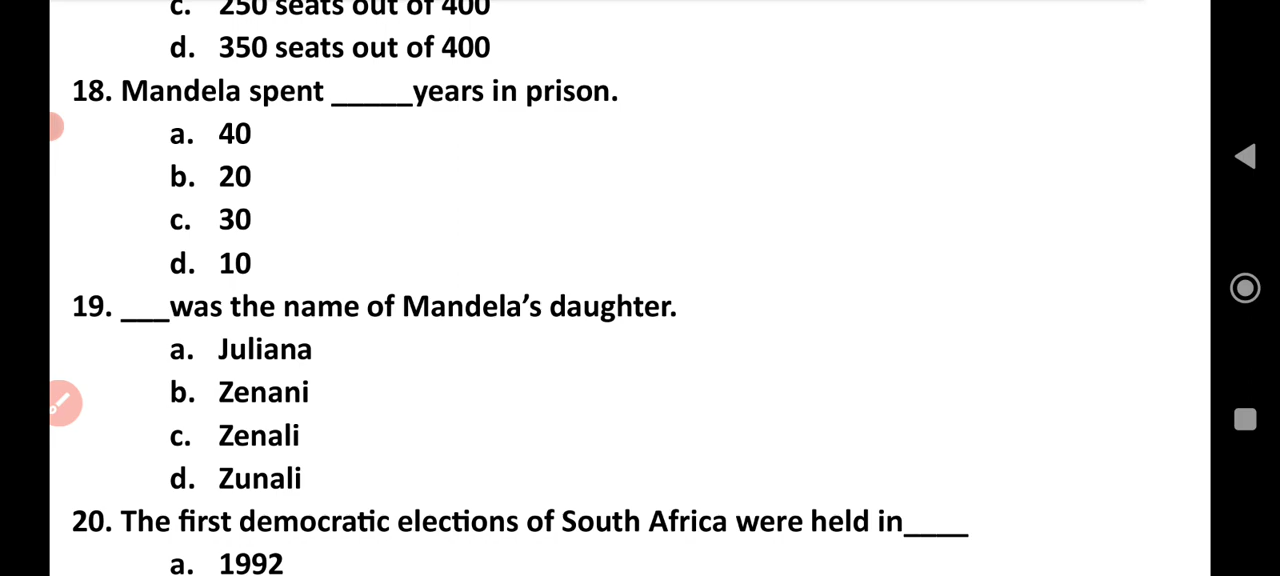 c. 250 seats out of 400
d. 350 seats out of 400
18. Mandela spent _____years in prison.
a. 40
b. 20
c. 30
d. 10
19. ___was the name of Mandela’s daughter.
a. Juliana
b. Zenani
c. Zenali
d. Zunali
20. The first democratic elections of South Africa were held in____
a. 1992